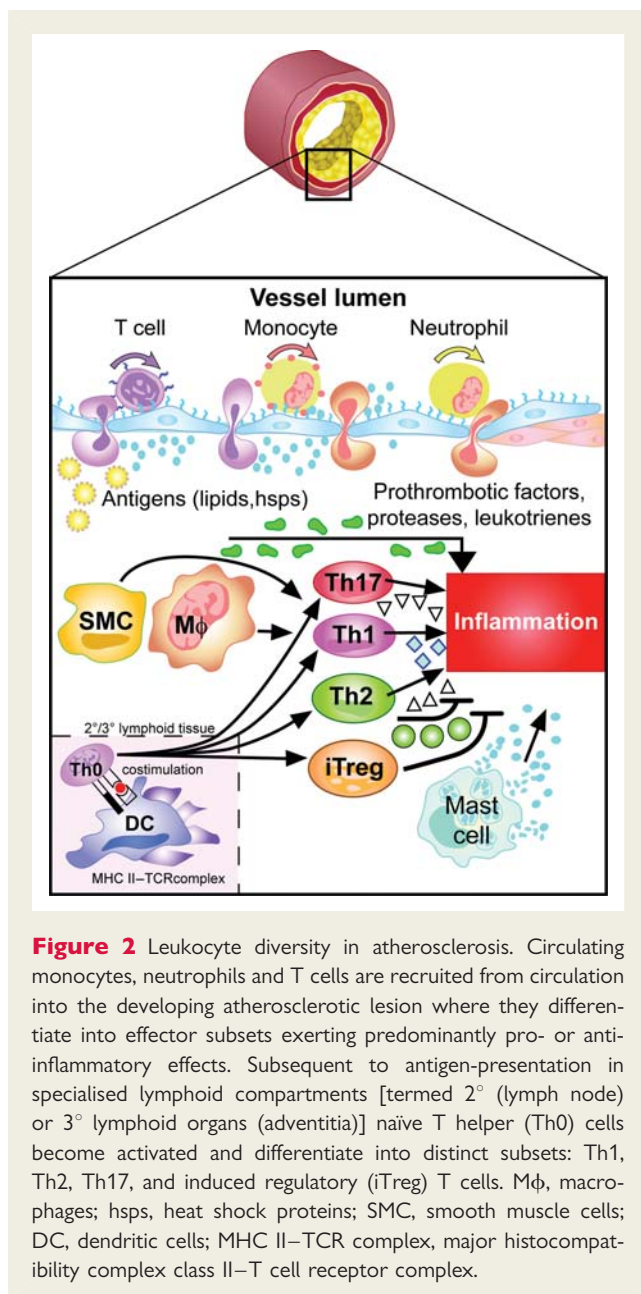 Vessel lumen
T cell
Monocyte
Neutrophil
Antigens (lipids,hsps)
Prothrombotic factors,
proteases, leukotrienes
SMC
Mϕ
Th17
Th1
Th2
iTreg
Inflammation
2°/3° lymphoid tissue
Th0
costimulation
DC
MHC II–TCRcomplex
Mast
cell
Figure 2 Leukocyte diversity in atherosclerosis. Circulating
monocytes, neutrophils and T cells are recruited from circulation
into the developing atherosclerotic lesion where they differen-
tiate into effector subsets exerting predominantly pro- or anti-
inflammatory effects. Subsequent to antigen-presentation in
specialised lymphoid compartments [termed 2° (lymph node)
or 3° lymphoid organs (adventitia)] naïve T helper (Th0) cells
become activated and differentiate into distinct subsets: Th1,
Th2, Th17, and induced regulatory (iTreg) T cells. Mϕ, macro-
phages; hsps, heat shock proteins; SMC, smooth muscle cells;
DC, dendritic cells; MHC II–TCR complex, major histocompat-
ibility complex class II–T cell receptor complex.